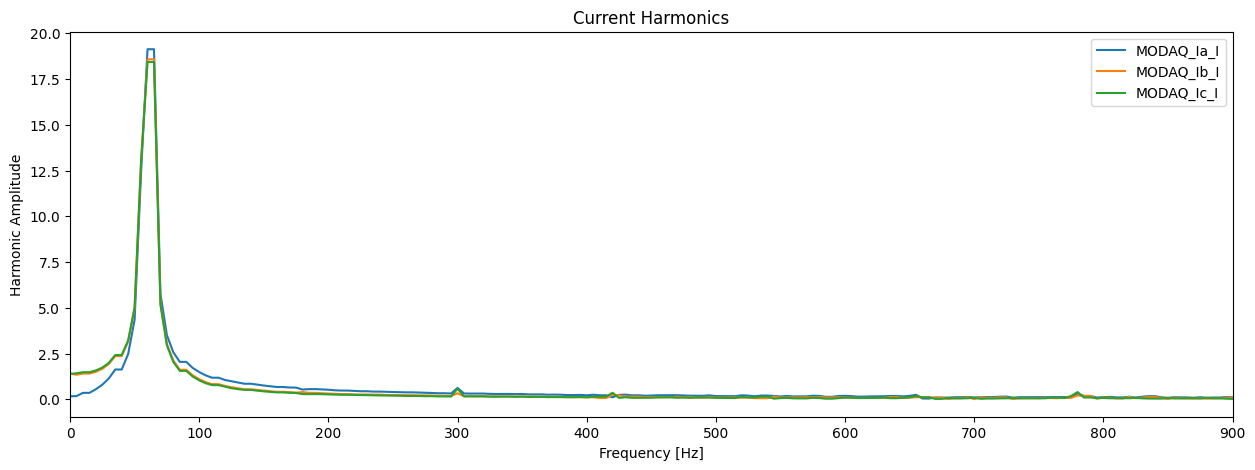 Current Harmonics
20.0
17.5
15.0
12.5
10.0
7.5
5.0
2.5
0.0
Harmonic Amplitude
MODAQ_Ia_I
MODAQ_Ib_I
MODAQ_Ic_I
0 100 200 300 400 500 600 700 800 900
Frequency [Hz]